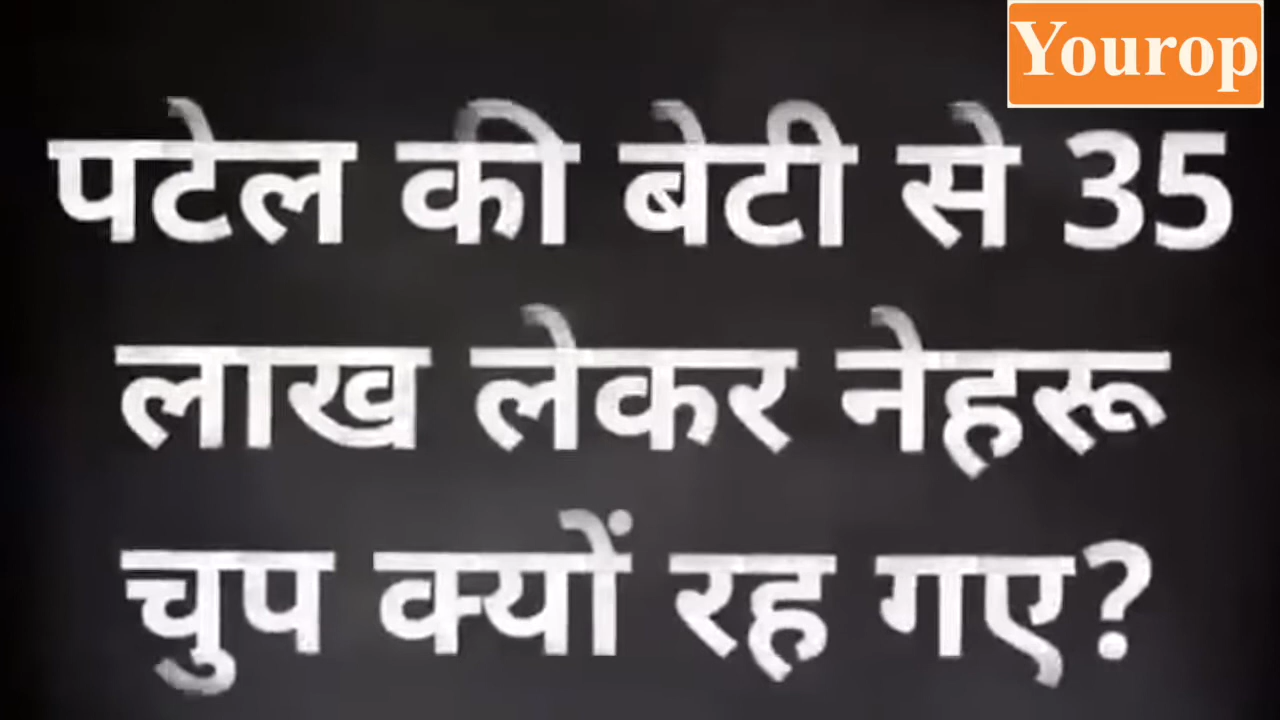 Yourop
पटेल की बेटी से 35
लाख लेकर नेहरू
चुप क्यों रह गए?